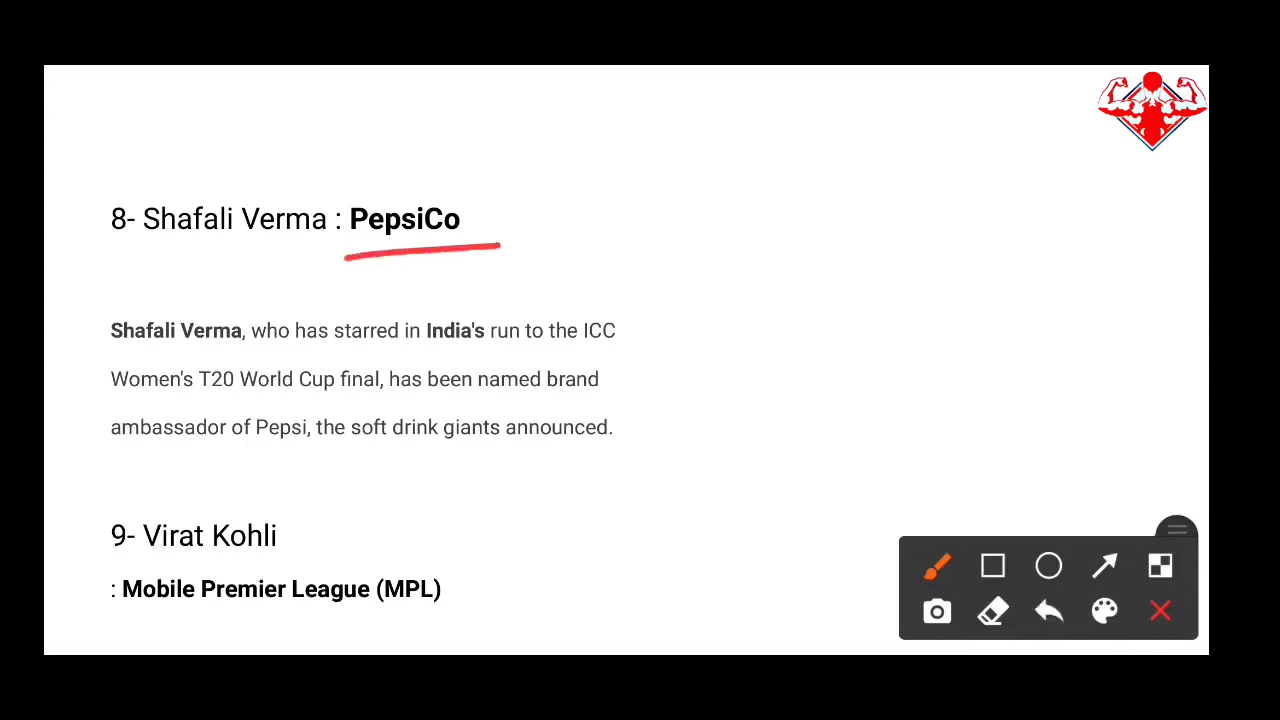 8- Shafali Verma : PepsiCo
Shafali Verma, who has starred in India's run to the ICC
Women's T20 World Cup final, has been named brand
ambassador of Pepsi, the soft drink giants announced.
9- Virat Kohli
: Mobile Premier League (MPL)